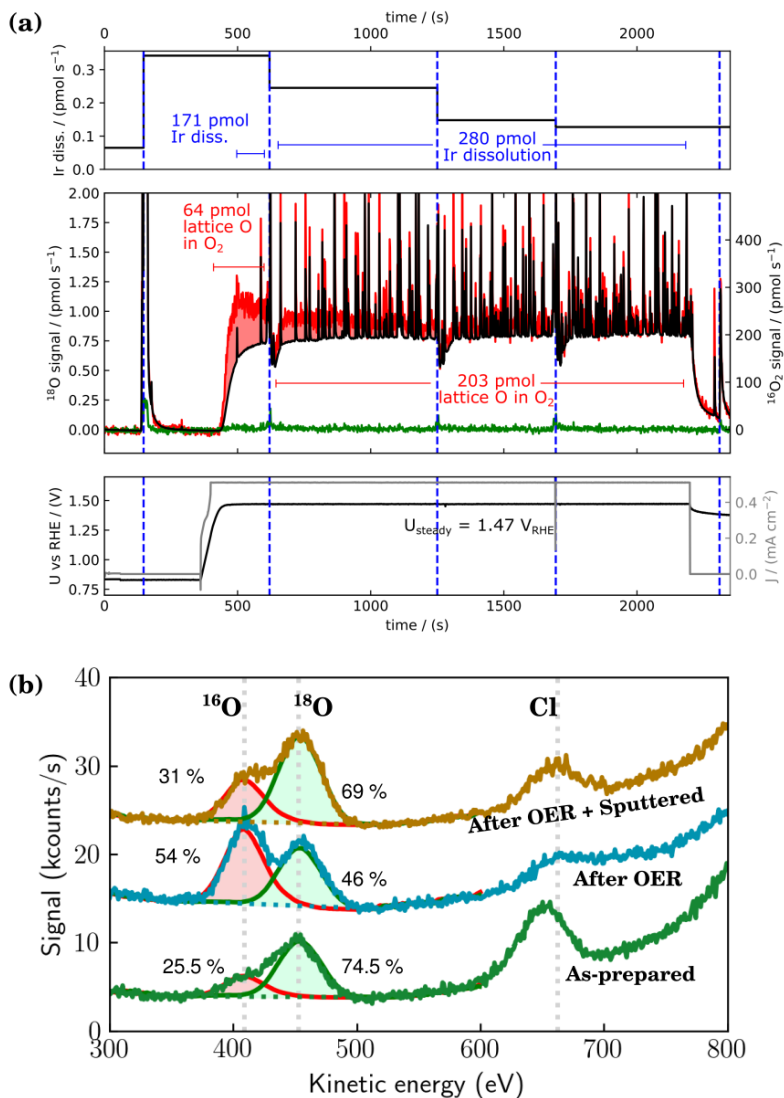 (a)
time / (s)
0 500 1000 1500 2000
Ir diss. / (pmol s⁻¹)
0.3
0.2
0.1
0.0
171 pmol
Ir diss.
280 pmol
Ir dissolution
¹⁸O signal / (pmol s⁻¹)
2.00
1.75
1.50
1.25
1.00
0.75
0.50
0.25
0.00
64 pmol
lattice O
in O₂
203 pmol
lattice O in O₂
400
300
200
100
0
¹⁶O₂ signal / (pmol s⁻¹)
U vs RHE / (V)
1.50
1.25
1.00
0.75
U_steady = 1.47 V_RHE
0.4
0.2
0.0
J / (mA cm⁻²)
0 500 1000 1500 2000
time / (s)
(b)
Signal (kcounts/s)
40
30
20
10
0
¹⁶O ¹⁸O Cl
31 % 69 %
After OER + Sputtered
54 % 46 %
After OER
25.5 % 74.5 %
As-prepared
300 400 500 600 700 800
Kinetic energy (eV)